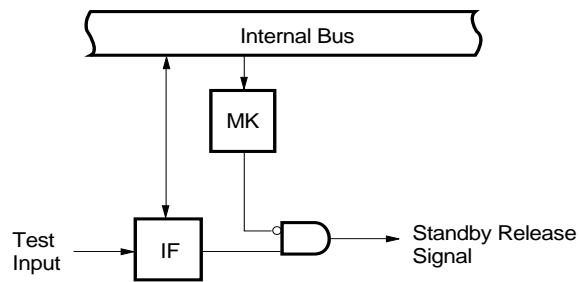 Internal Bus
MK
Test
Input
IF
Standby Release
Signal